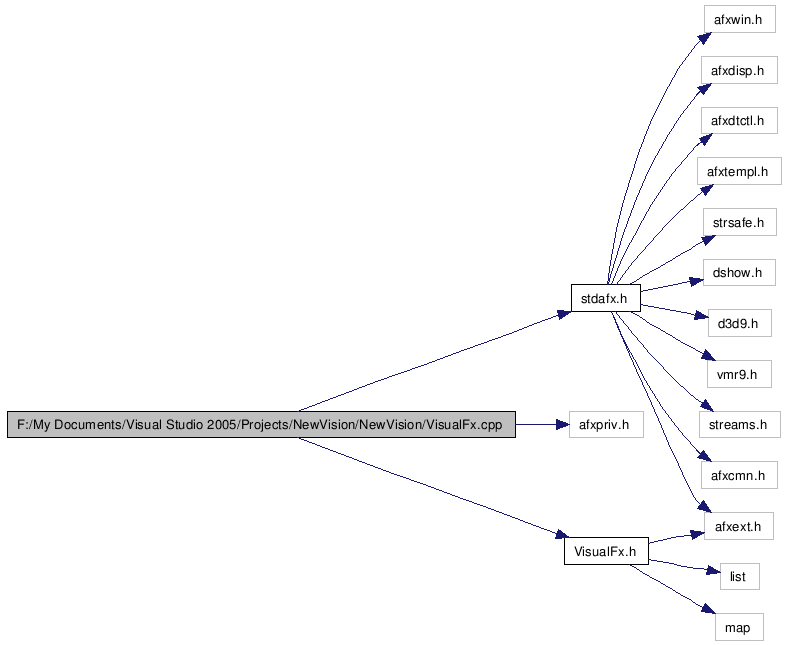 afxwin.h
afxdisp.h
afxdtctl.h
afxtempl.h
strsafe.h
dshow.h
stdafx.h
d3d9.h
vmr9.h
F:/My Documents/Visual Studio 2005/Projects/NewVision/NewVision/VisualFx.cpp
afxpriv.h
streams.h
afxcmn.h
afxext.h
VisualFx.h
list
map